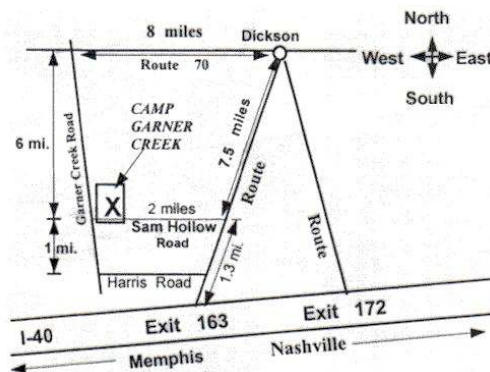 8 miles
Dickson
North
Route 70
West
East
South
CAMP
GARNER
CREEK
Garner Creek Road
6 mi.
7.5 miles
X
2 miles
Route
Route
Sam Hollow
Road
1 mi.
1.3 mi.
Harris Road
I-40
Exit 163
Exit 172
Memphis
Nashville